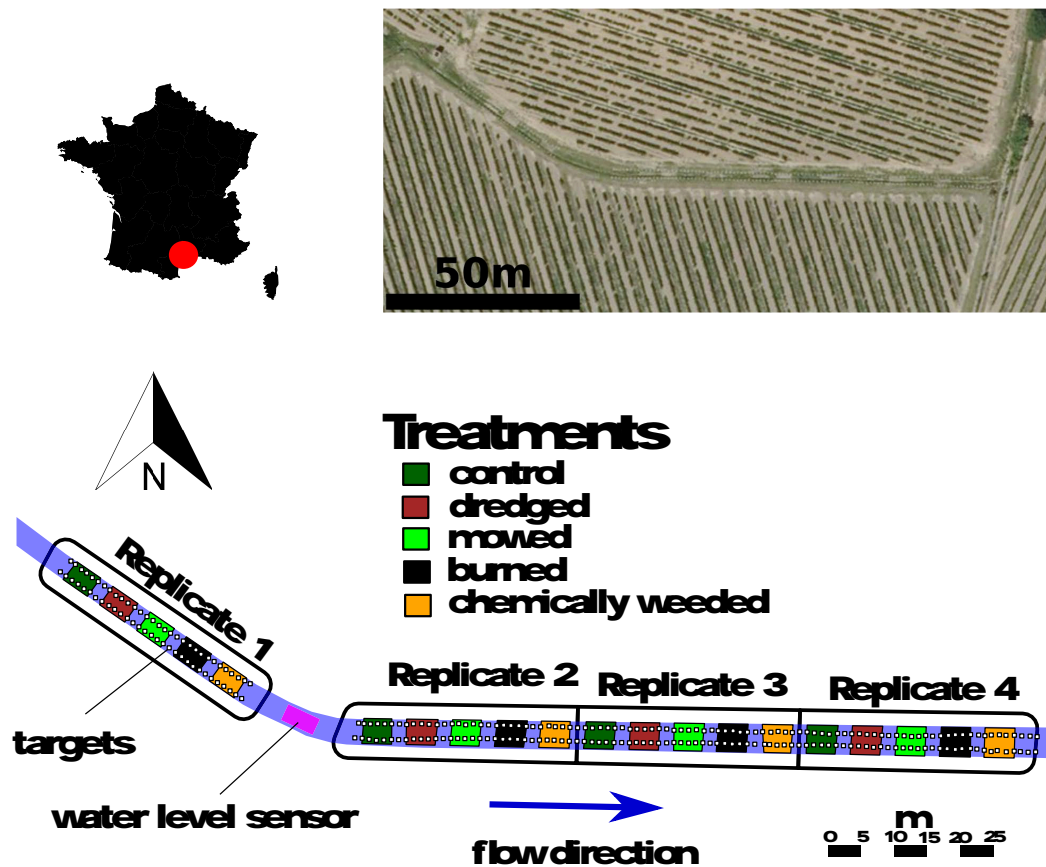 50m
N
Treatments
control
dredged
mowed
burned
chemically weeded
Replicate 1
Replicate 2
Replicate 3
Replicate 4
targets
water level sensor
flow direction
m
0 5 10 15 20 25